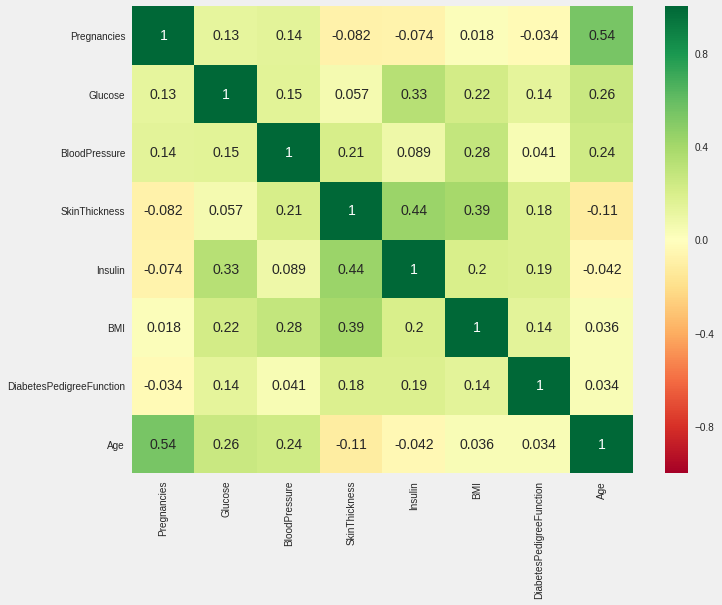 Pregnancies 1 0.13 0.14 -0.082 -0.074 0.018 -0.034 0.54
Glucose 0.13 1 0.15 0.057 0.33 0.22 0.14 0.26
BloodPressure 0.14 0.15 1 0.21 0.089 0.28 0.041 0.24
SkinThickness -0.082 0.057 0.21 1 0.44 0.39 0.18 -0.11
Insulin -0.074 0.33 0.089 0.44 1 0.2 0.19 -0.042
BMI 0.018 0.22 0.28 0.39 0.2 1 0.14 0.036
DiabetesPedigreeFunction -0.034 0.14 0.041 0.18 0.19 0.14 1 0.034
Age 0.54 0.26 0.24 -0.11 -0.042 0.036 0.034 1
Pregnancies
Glucose
BloodPressure
SkinThickness
Insulin
BMI
DiabetesPedigreeFunction
Age
0.8
0.4
0.0
-0.4
-0.8